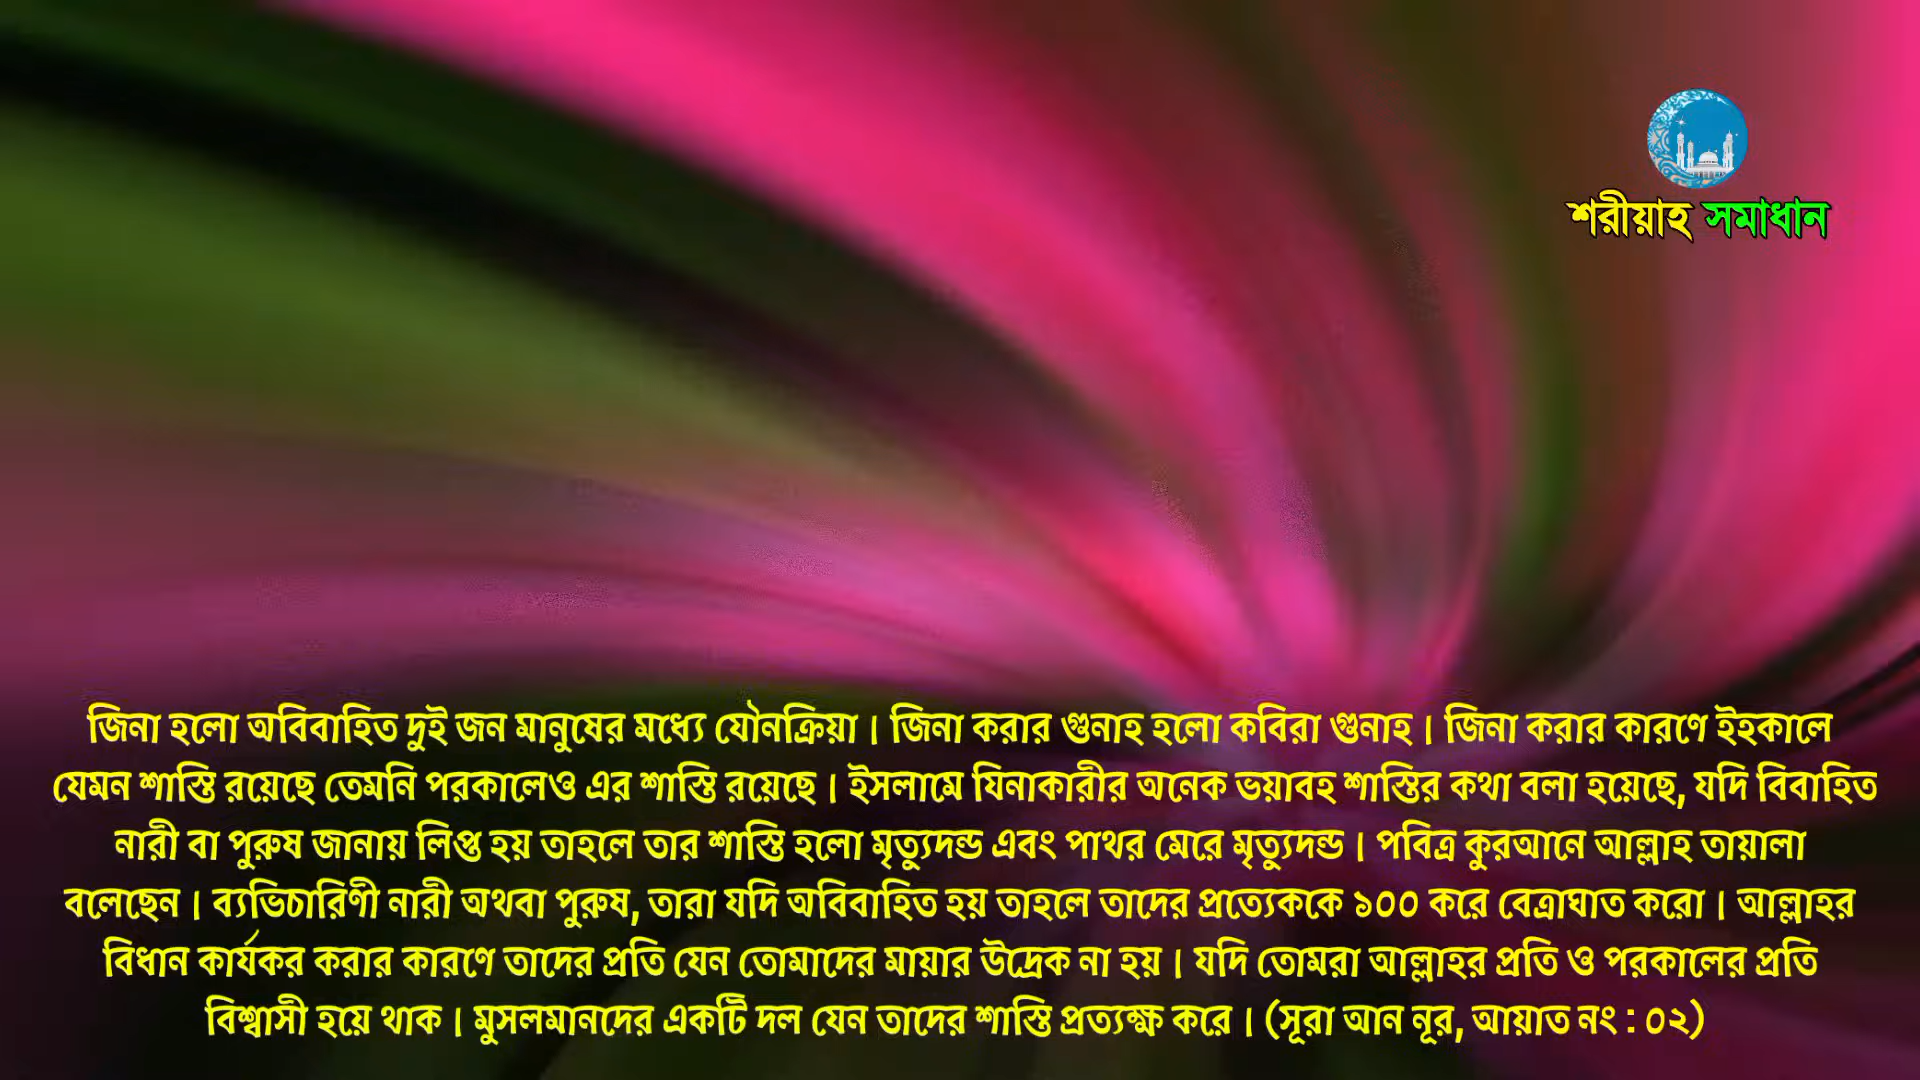 শরীয়াহ সমাধান
জিনা হলো অবিবাহিত দুই জন মানুষের মধ্যে যৌনক্রিয়া। জিনা করার গুনাহ হলো কবিরা গুনাহ। জিনা করার কারণে ইহকালে
যেমন শাস্তি রয়েছে তেমনি পরকালেও এর শাস্তি রয়েছে। ইসলামে যিনাকারীর অনেক ভয়াবহ শাস্তির কথা বলা হয়েছে, যদি বিবাহিত
নারী বা পুরুষ জানায় লিপ্ত হয় তাহলে তার শাস্তি হলো মৃত্যুদন্ড এবং পাথর মেরে মৃত্যুদন্ড। পবিত্র কুরআনে আল্লাহ তায়ালা
বলেছেন। ব্যভিচারিণী নারী অথবা পুরুষ, তারা যদি অবিবাহিত হয় তাহলে তাদের প্রত্যেককে ১০০ করে বেত্রাঘাত করো। আল্লাহর
বিধান কার্যকর করার কারণে তাদের প্রতি যেন তোমাদের মায়ার উদ্রেক না হয়। যদি তোমরা আল্লাহর প্রতি ও পরকালের প্রতি
বিশ্বাসী হয়ে থাক। মুসলমানদের একটি দল যেন তাদের শাস্তি প্রত্যক্ষ করে। (সূরা আন নূর, আয়াত নং : ০২)